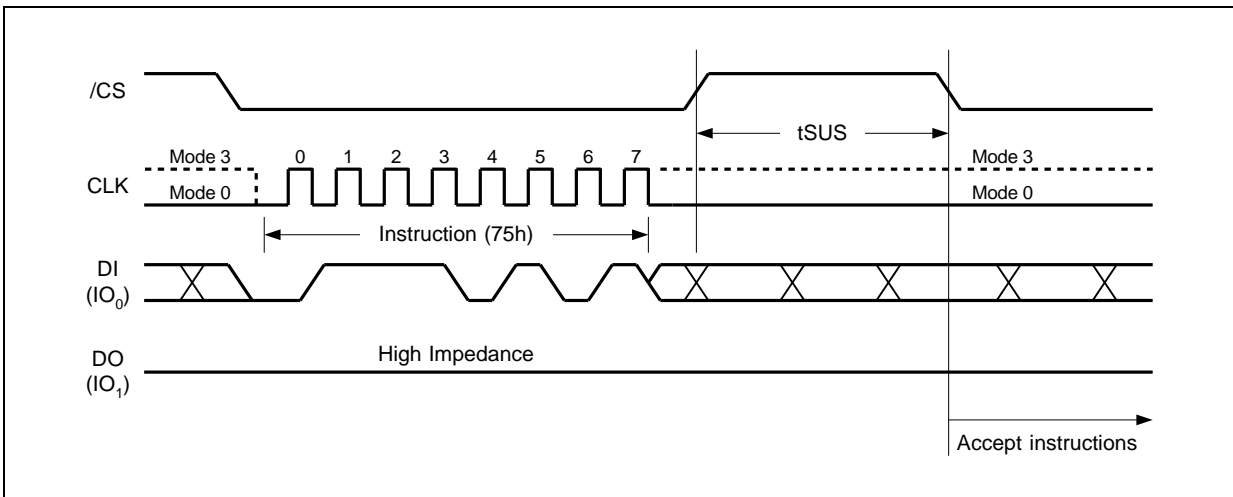 /CS
tSUS
Mode 3
0 1 2 3 4 5 6 7
Mode 3
CLK
Mode 0
Mode 0
Instruction (75h)
DI
(IO0)
High Impedance
DO
(IO1)
Accept instructions